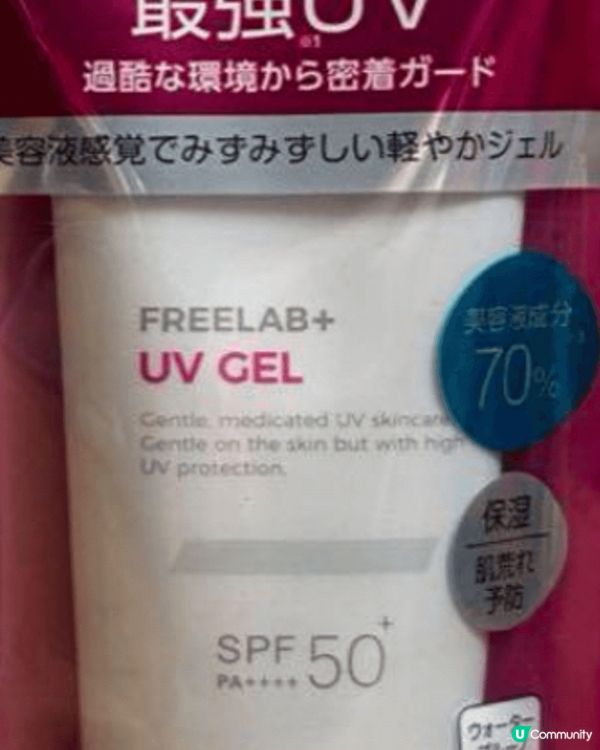 最強UV
※1
過酷な環境から密着ガード
美容液感覚でみずみずしい軽やかジェル
FREELAB+
UV GEL
美容液成分
70%
Gentle, medicated UV skincare
Gentle on the skin but with high
UV protection.
保湿
肌荒れ
予防
SPF 50+
PA++++
ウォーター
U Community